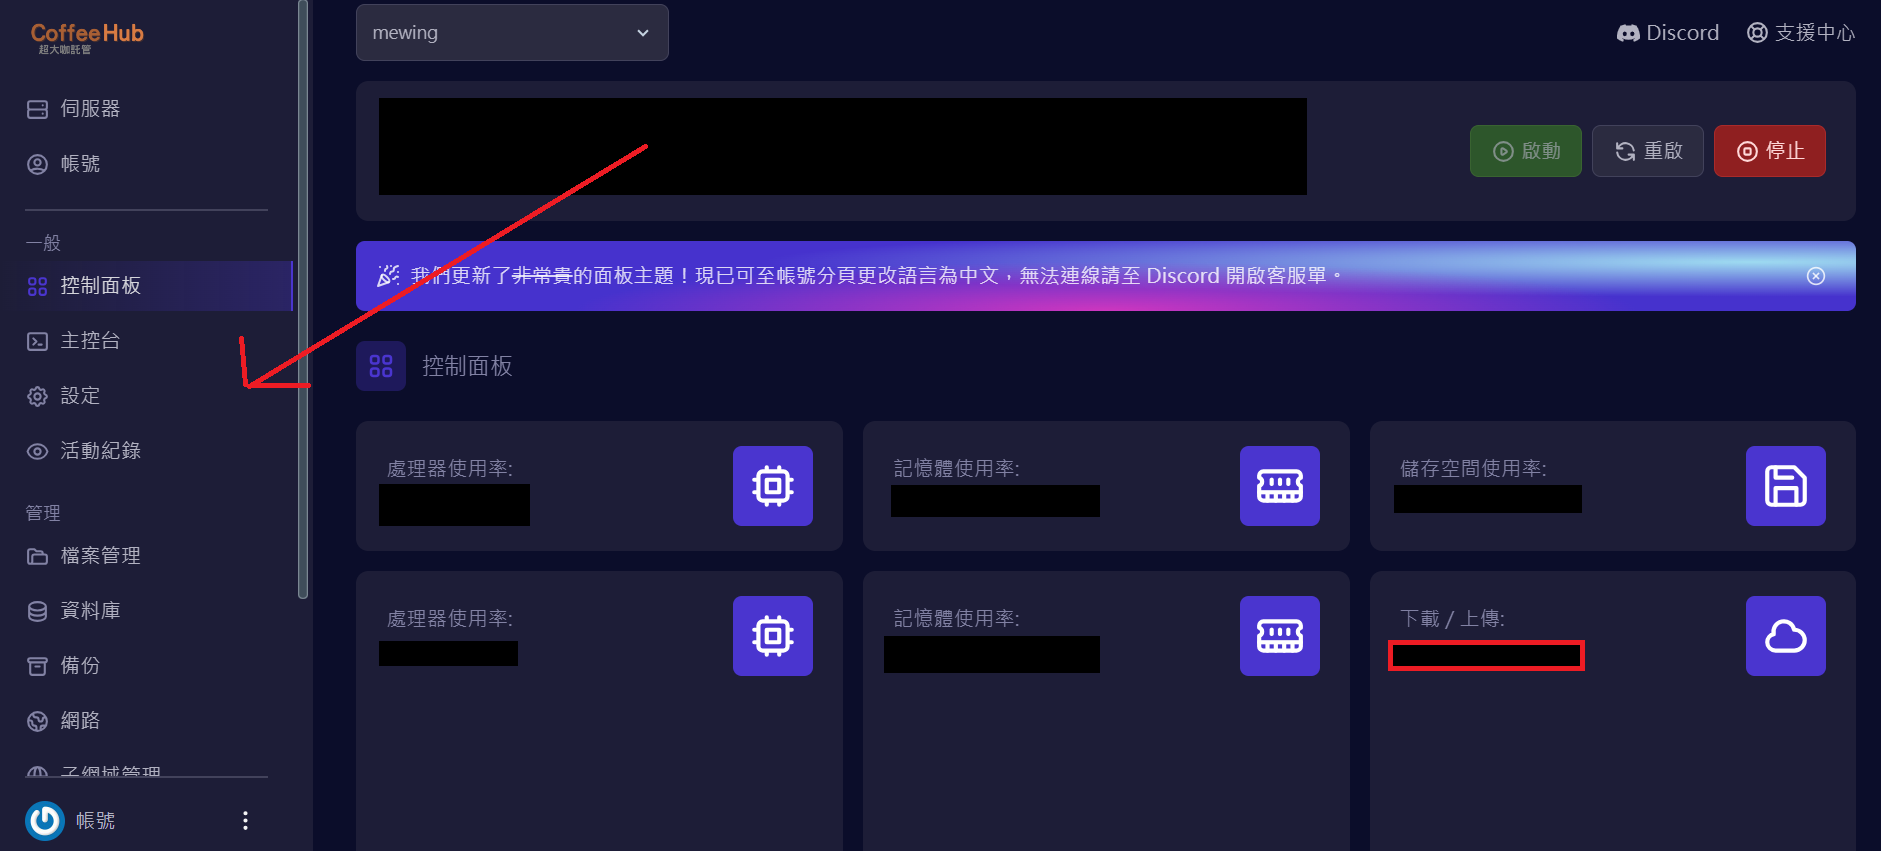 CoffeeHub
超大咖託管
mewing
Discord
支援中心
伺服器
帳號
啟動
重啟
停止
一般
控制面板
我們更新了非常貴的面板主題！現已可至帳號分頁更改語言為中文，無法連線請至 Discord 開啟客服單。
主控台
控制面板
設定
活動紀錄
處理器使用率:
記憶體使用率:
儲存空間使用率:
管理
檔案管理
資料庫
處理器使用率:
記憶體使用率:
下載 / 上傳:
備份
網路
子網域管理
帳號